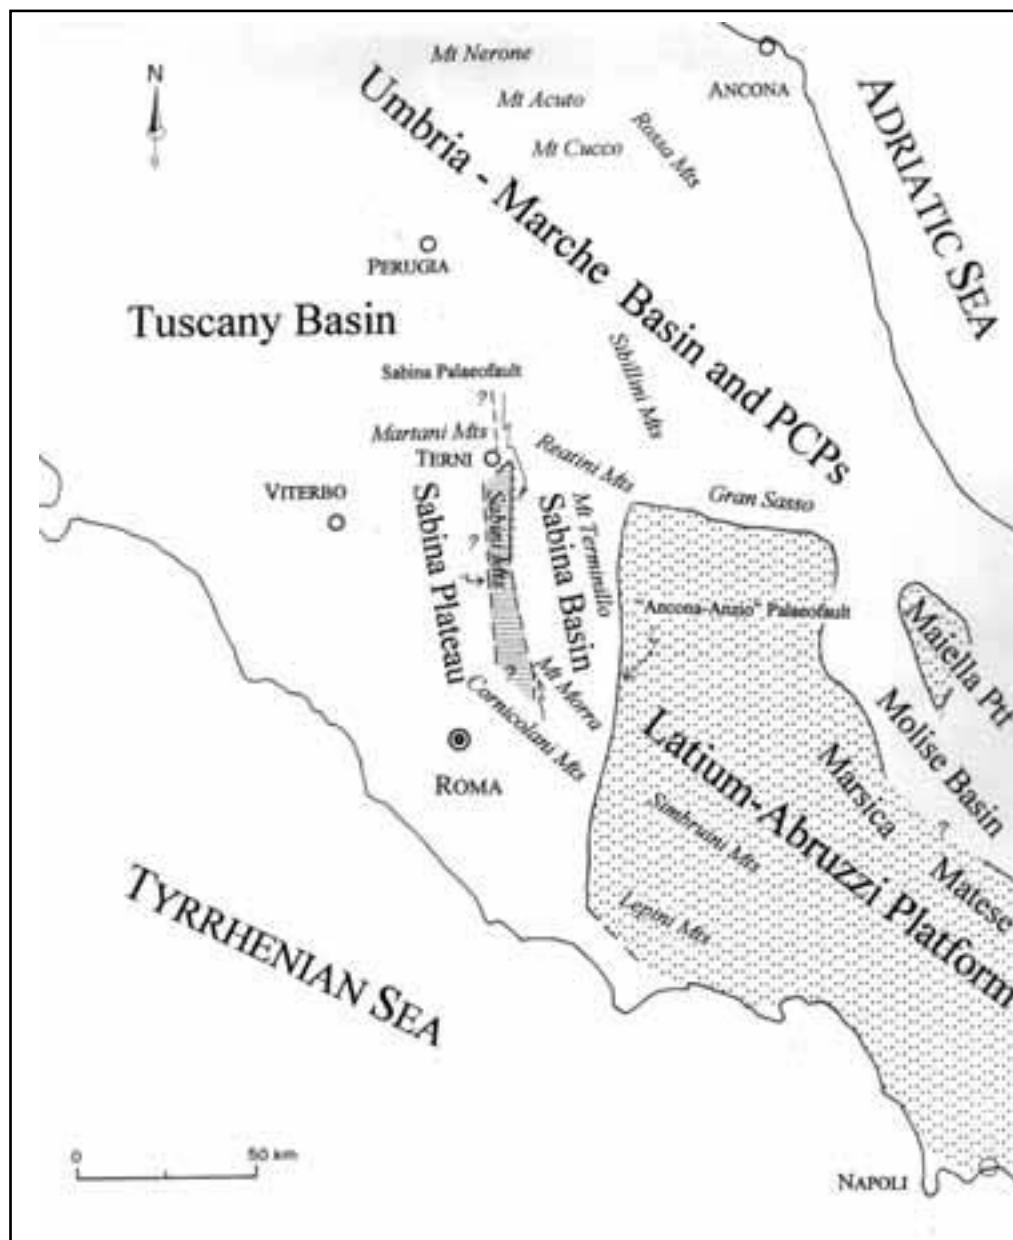 Mt Nerone
ANCONA
Mt Acuto
Rossa Mts
Mt Cucco
ADRIATIC SEA
N
Umbria - Marche Basin and PCPs
PERUGIA
Tuscany Basin
Sabina Palaeofault
?
Sibillini Mts
Martani Mts
TERNI
Reatini Mts
VITERBO
Gran Sasso
Sabina Plateau
Sabini Mts
Sabina Basin
Mt Terminillo
?
"Ancona-Anzio" Palaeofault
Maiella Ptf
?
Mt Morra
Cornicolani Mts
Molise Basin
ROMA
Latium-Abruzzi Platform
Marsica
Simbruini Mts
?
Matese
Lepini Mts
TYRRHENIAN SEA
0 50 km
NAPOLI